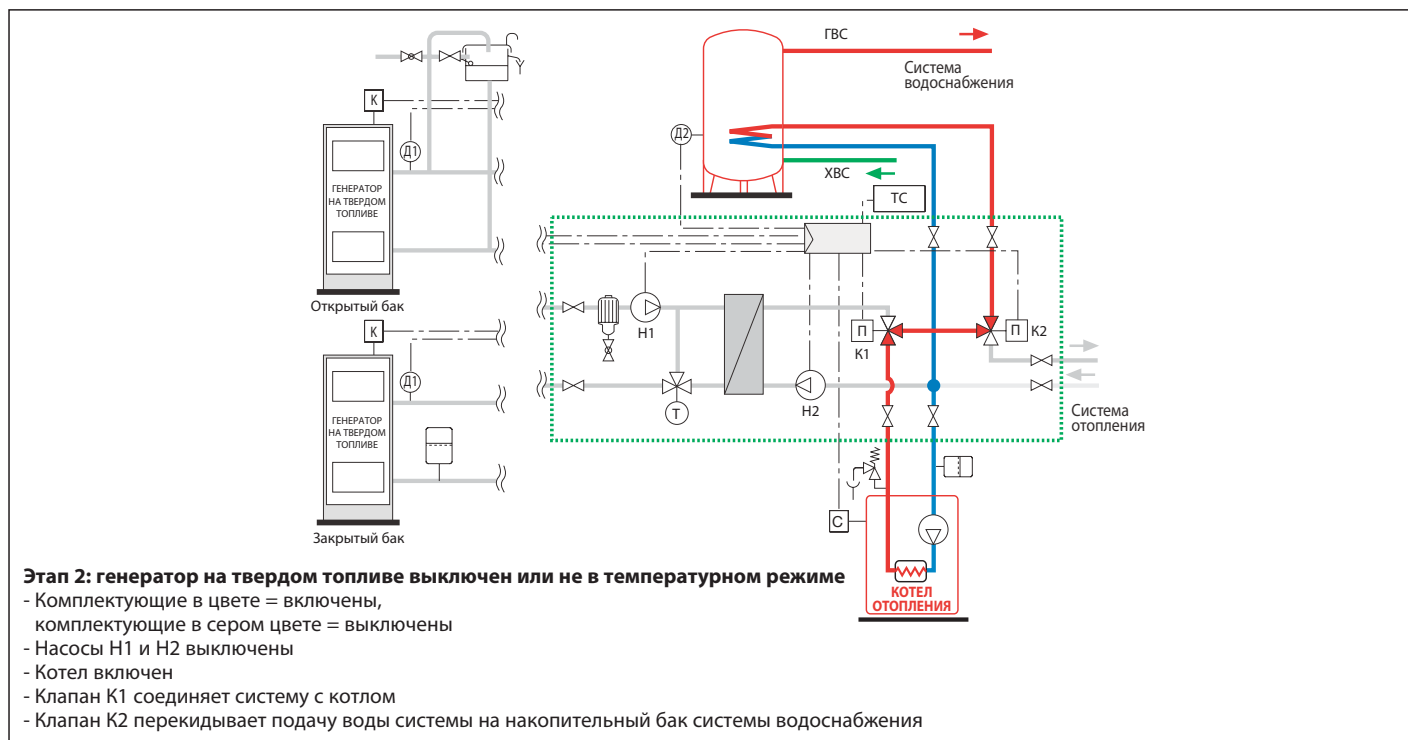 ГВС
Система
водоснабжения
К
Д1
Д2
ГЕНЕРАТОР
НА ТВЕРДОМ
ТОПЛИВЕ
ХВС
ТС
Открытый бак
К
Н1
П
К1
П
К2
Д1
Т
Н2
Система
отопления
ГЕНЕРАТОР
НА ТВЕРДОМ
ТОПЛИВЕ
С
Закрытый бак
КОТЕЛ
ОТОПЛЕНИЯ
Этап 2: генератор на твердом топливе выключен или не в температурном режиме
- Комплектующие в цвете = включены,
комплектующие в сером цвете = выключены
- Насосы Н1 и Н2 выключены
- Котел включен
- Клапан К1 соединяет систему с котлом
- Клапан К2 перекидывает подачу воды системы на накопительный бак системы водоснабжения